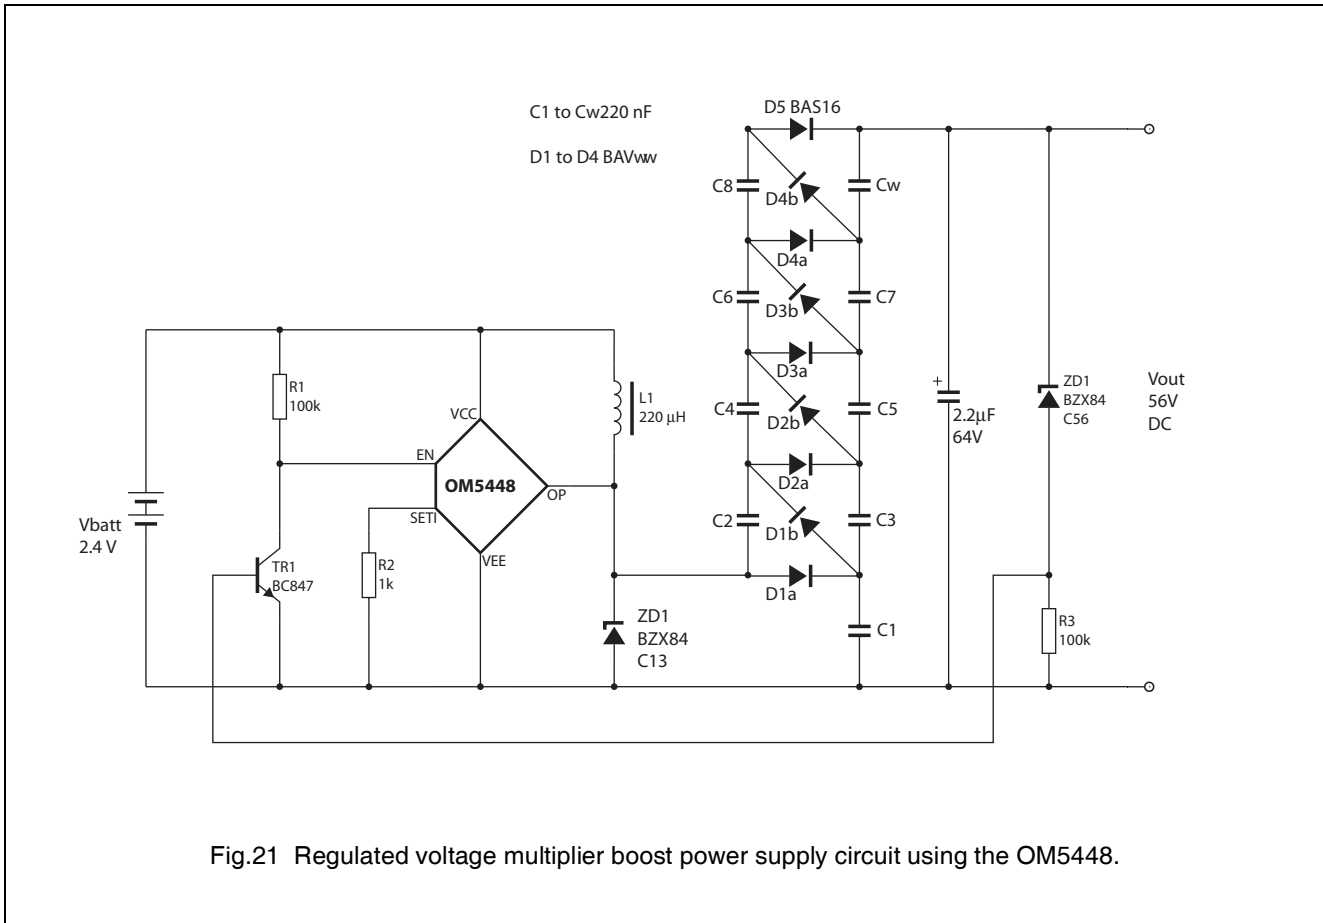 C1 to Cw220 nF
D1 to D4 BAVww
D5 BAS16
C8
Cw
D4b
D4a
C6
C7
D3b
D3a
C4
C5
D2b
D2a
C2
C3
D1b
D1a
C1
R1
100k
VCC
L1
220 μH
EN
OM5448
OP
SETI
VEE
Vbatt
2.4 V
TR1
BC847
R2
1k
ZD1
BZX84
C13
+
2.2μF
64V
ZD1
BZX84
C56
Vout
56V
DC
R3
100k
Fig.21 Regulated voltage multiplier boost power supply circuit using the OM5448.